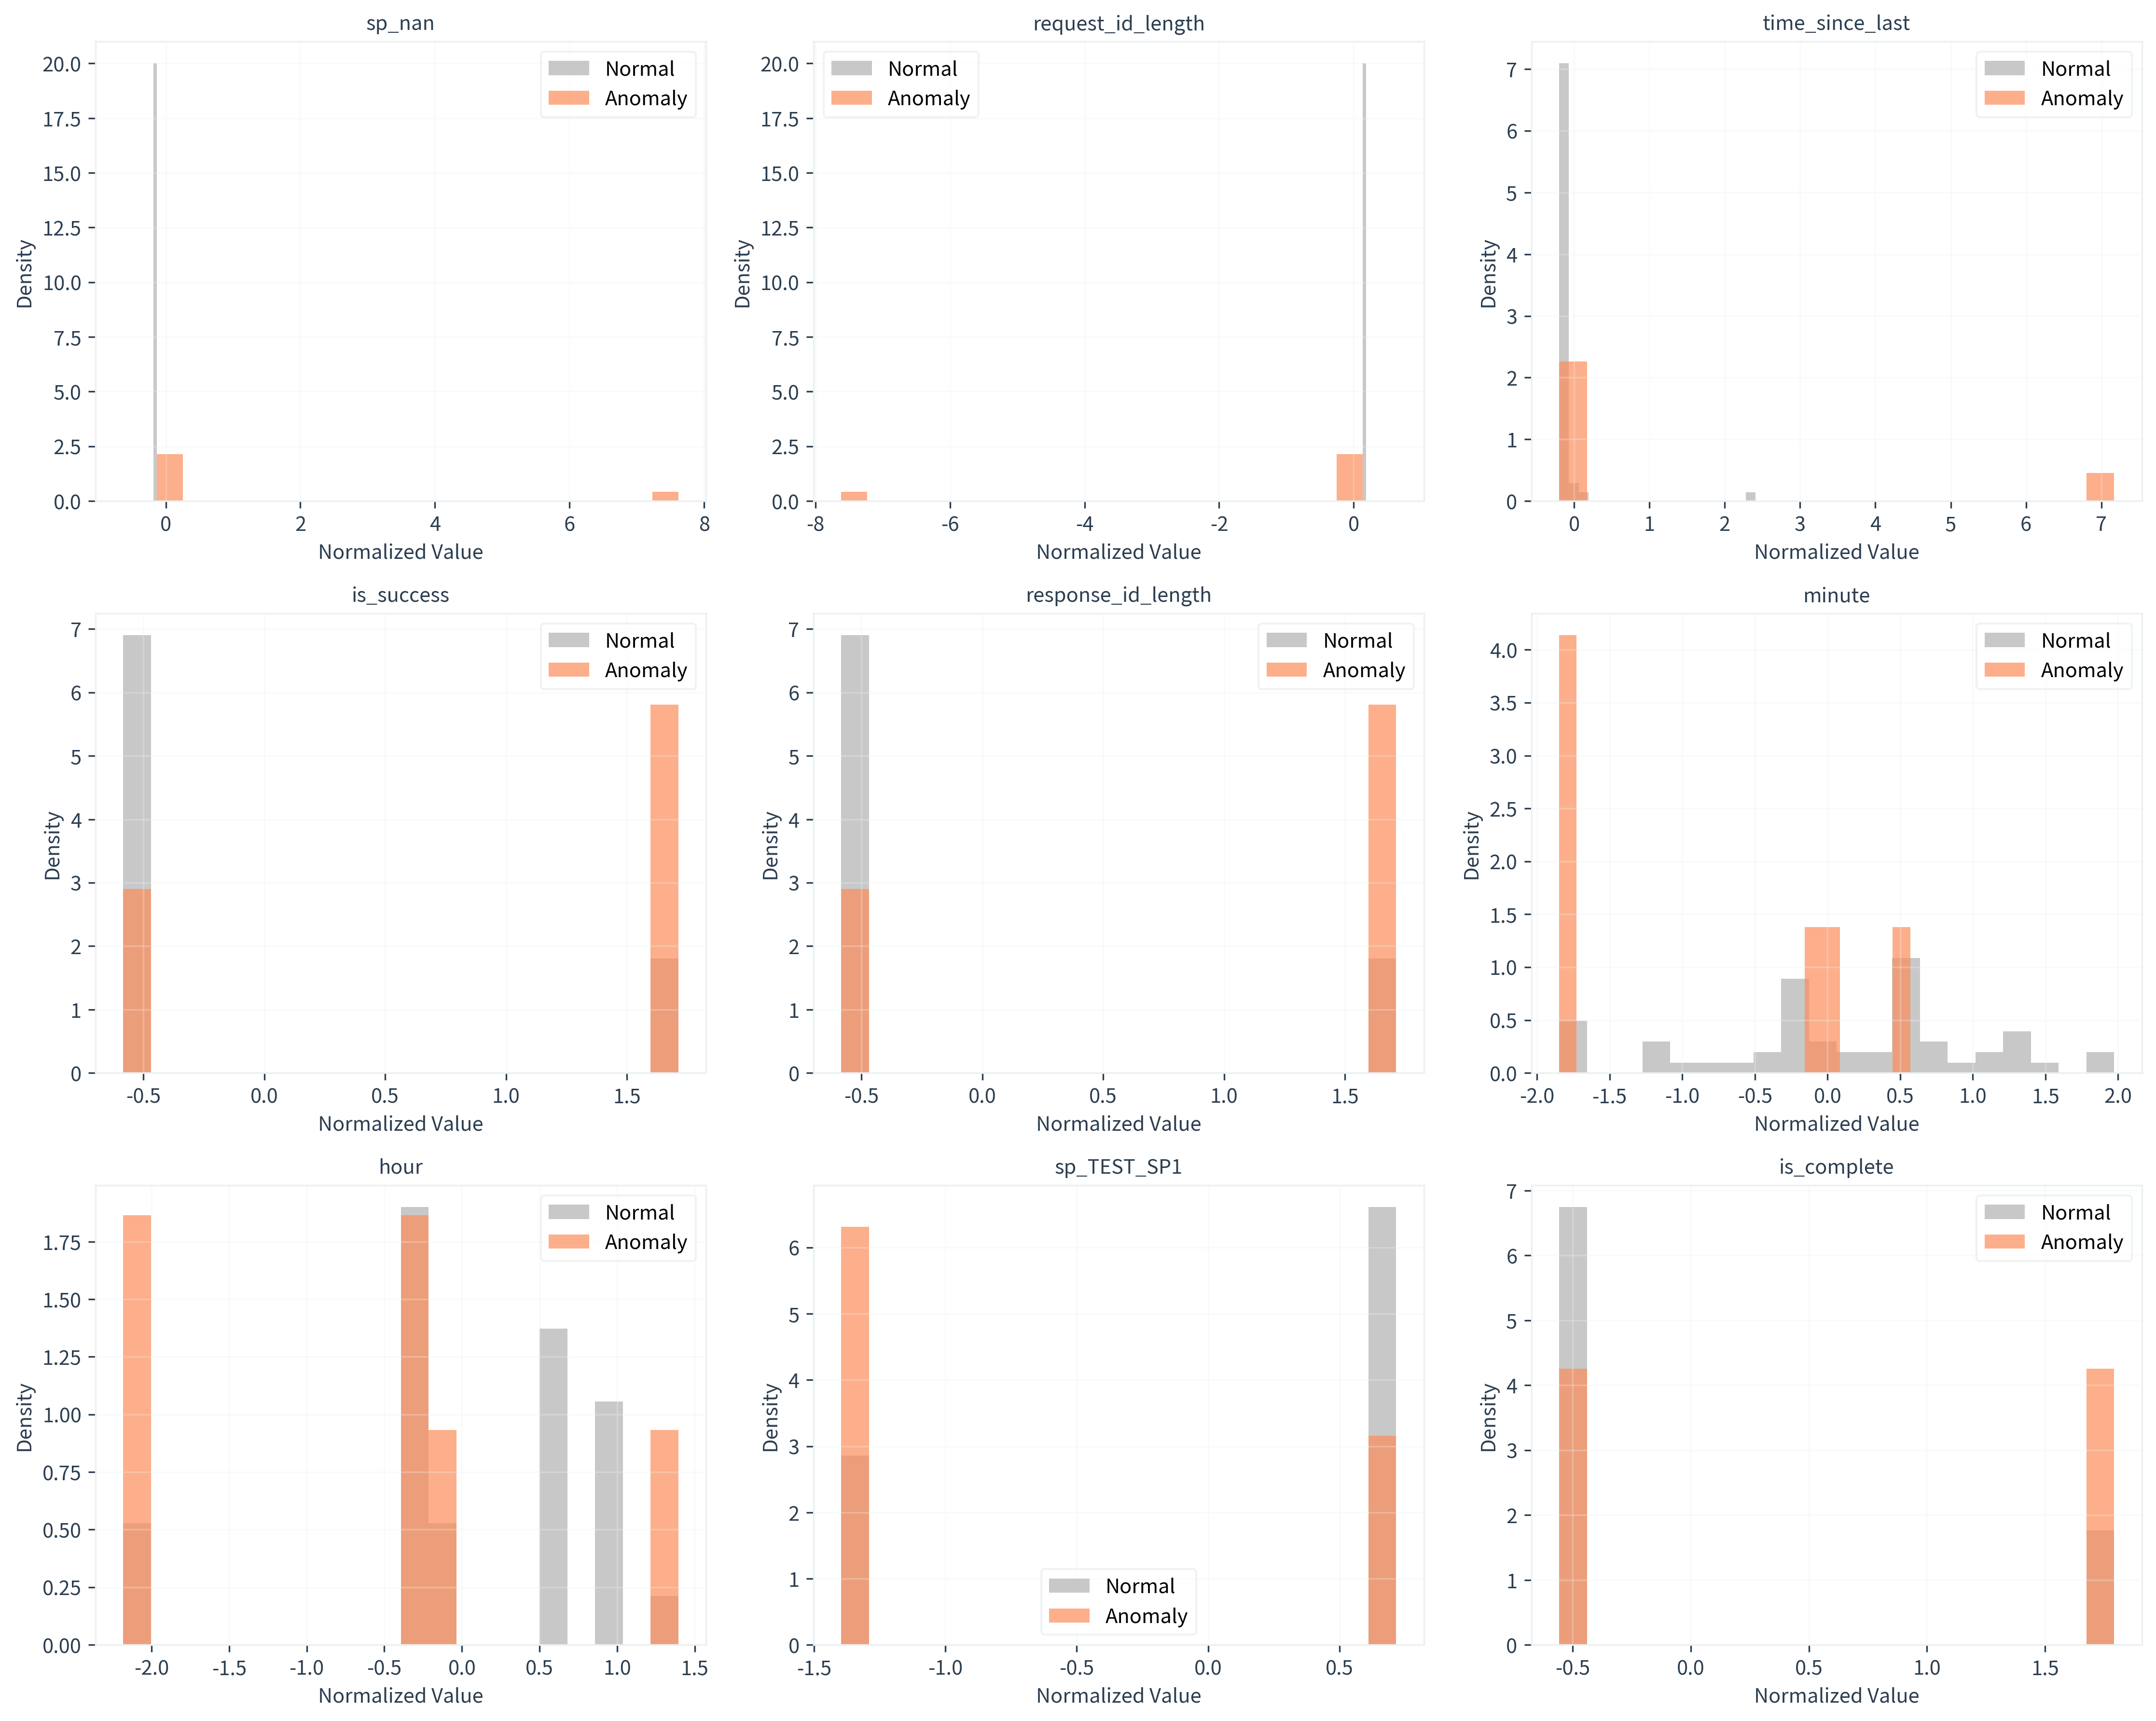 sp_nan
Normal
Anomaly
Density
20.0
17.5
15.0
12.5
10.0
7.5
5.0
2.5
0.0
0 2 4 6 8
Normalized Value
request_id_length
Normal
Anomaly
Density
20.0
17.5
15.0
12.5
10.0
7.5
5.0
2.5
0.0
-8 -6 -4 -2 0
Normalized Value
time_since_last
Normal
Anomaly
Density
7
6
5
4
3
2
1
0
0 1 2 3 4 5 6 7
Normalized Value
is_success
Normal
Anomaly
Density
7
6
5
4
3
2
1
0
-0.5 0.0 0.5 1.0 1.5
Normalized Value
response_id_length
Normal
Anomaly
Density
7
6
5
4
3
2
1
0
-0.5 0.0 0.5 1.0 1.5
Normalized Value
minute
Normal
Anomaly
Density
4.0
3.5
3.0
2.5
2.0
1.5
1.0
0.5
0.0
-2.0 -1.5 -1.0 -0.5 0.0 0.5 1.0 1.5 2.0
Normalized Value
hour
Normal
Anomaly
Density
1.75
1.50
1.25
1.00
0.75
0.50
0.25
0.00
-2.0 -1.5 -1.0 -0.5 0.0 0.5 1.0 1.5
Normalized Value
sp_TEST_SP1
Density
6
5
4
3
2
1
0
Normal
Anomaly
-1.5 -1.0 -0.5 0.0 0.5
Normalized Value
is_complete
Normal
Anomaly
Density
7
6
5
4
3
2
1
0
-0.5 0.0 0.5 1.0 1.5
Normalized Value